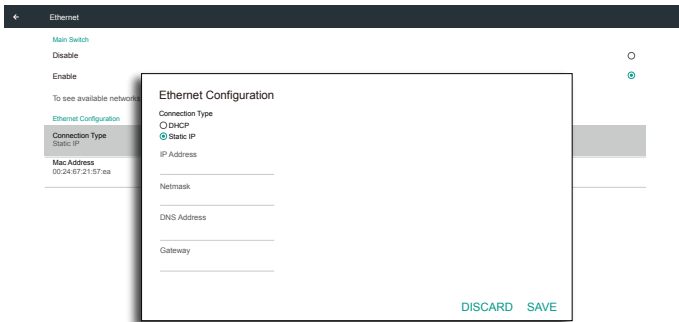 Ethernet
Main Switch
Disable
Enable
To see available networks
Ethernet Configuration
Connection Type
Static IP
Mac Address
00:24:67:21:57:ea
Ethernet Configuration
Connection Type
DHCP
Static IP
IP Address
Netmask
DNS Address
Gateway
DISCARD SAVE